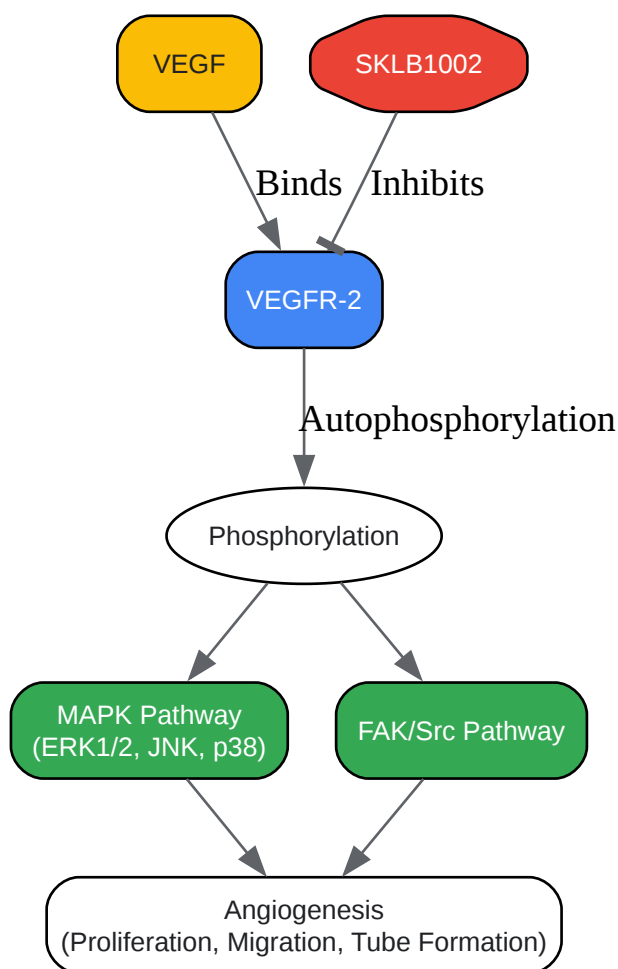 VEGF
SKLB1002
Binds
Inhibits
VEGFR-2
Autophosphorylation
Phosphorylation
MAPK Pathway
(ERK1/2, JNK, p38)
FAK/Src Pathway
Angiogenesis
(Proliferation, Migration, Tube Formation)